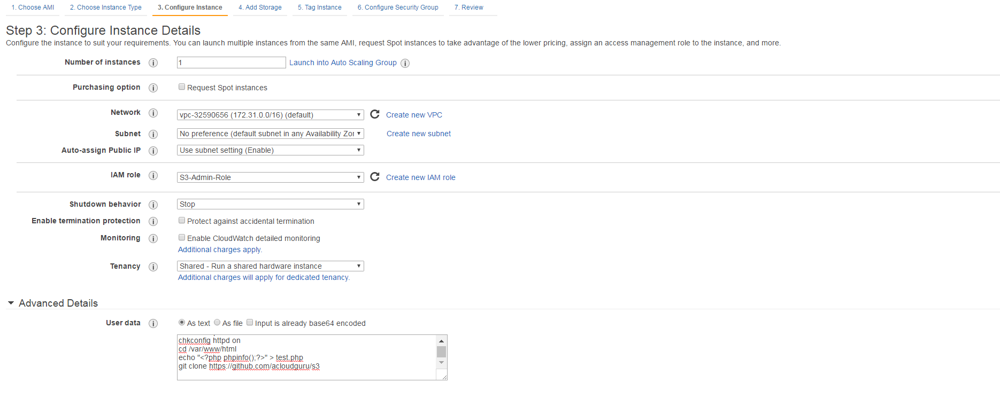 1. Choose AMI 2. Choose Instance Type 3. Configure Instance 4. Add Storage 5. Tag Instance 6. Configure Security Group 7. Review
Step 3: Configure Instance Details
Configure the instance to suit your requirements. You can launch multiple instances from the same AMI, request Spot instances to take advantage of the lower pricing, assign an access management role to the instance, and more.
Number of instances i 1 Launch into Auto Scaling Group i
Purchasing option i Request Spot instances
Network i vpc-32590656 (172.31.0.0/16) (default) Create new VPC
Subnet i No preference (default subnet in any Availability Zor Create new subnet
Auto-assign Public IP i Use subnet setting (Enable)
IAM role i S3-Admin-Role Create new IAM role
Shutdown behavior i Stop
Enable termination protection i Protect against accidental termination
Monitoring i Enable CloudWatch detailed monitoring
Additional charges apply.
Tenancy i Shared - Run a shared hardware instance
Additional charges will apply for dedicated tenancy.
Advanced Details
User data i As text As file Input is already base64 encoded
chkconfig httpd on
cd /var/www/html
echo "<?php phpinfo();?>" > test.php
git clone https://github.com/acloudguru/s3